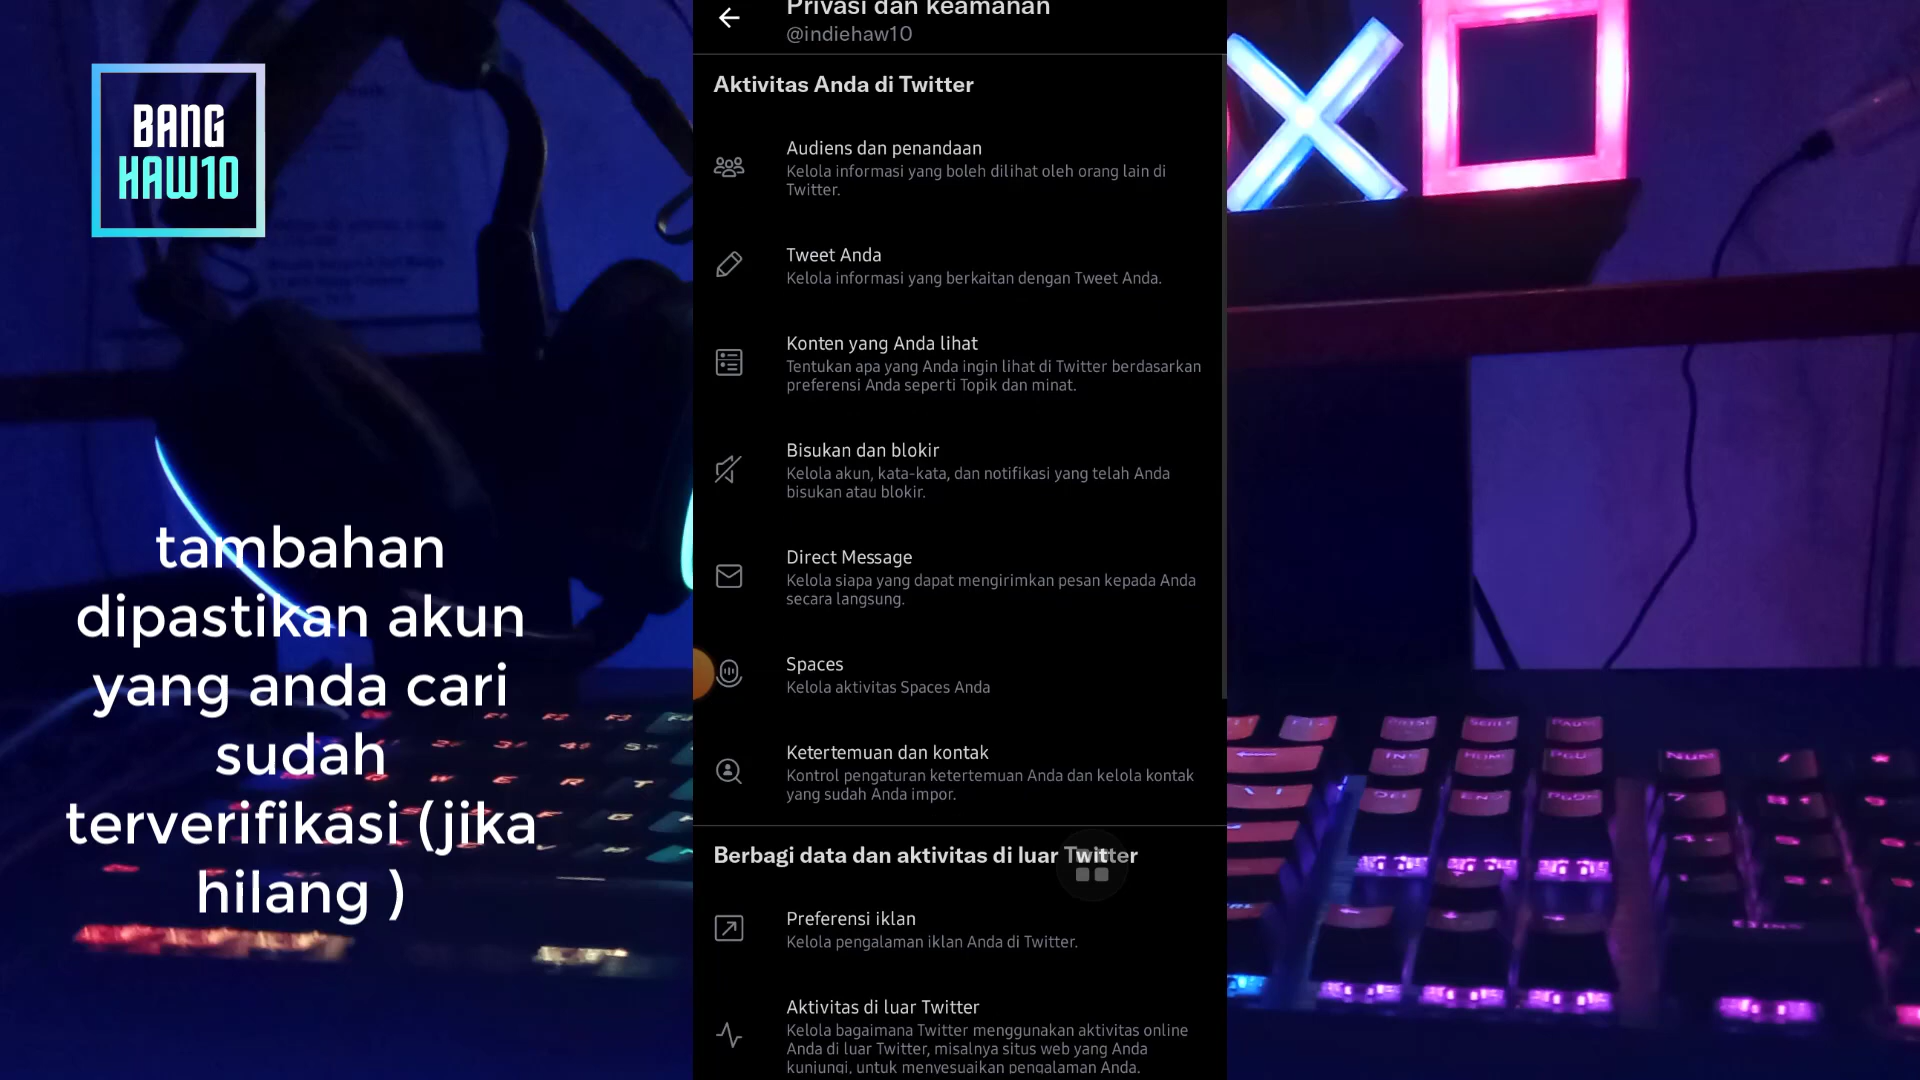 BANG
HAW10
tambahan
dipastikan akun
yang anda cari
sudah
terverifikasi (jika
hilang )
Privasi dan keamanan
@indiehaw10
Aktivitas Anda di Twitter
Audiens dan penandaan
Kelola informasi yang boleh dilihat oleh orang lain di
Twitter.
Tweet Anda
Kelola informasi yang berkaitan dengan Tweet Anda.
Konten yang Anda lihat
Tentukan apa yang Anda ingin lihat di Twitter berdasarkan
preferensi Anda seperti Topik dan minat.
Bisukan dan blokir
Kelola akun, kata-kata, dan notifikasi yang telah Anda
bisukan atau blokir.
Direct Message
Kelola siapa yang dapat mengirimkan pesan kepada Anda
secara langsung.
Spaces
Kelola aktivitas Spaces Anda
Ketertemuan dan kontak
Kontrol pengaturan ketertemuan Anda dan kelola kontak
yang sudah Anda impor.
Berbagi data dan aktivitas di luar Twitter
Preferensi iklan
Kelola pengalaman iklan Anda di Twitter.
Aktivitas di luar Twitter
Kelola bagaimana Twitter menggunakan aktivitas online
Anda di luar Twitter, misalnya situs web yang Anda
kunjungi, untuk menyesuaikan pengalaman Anda.